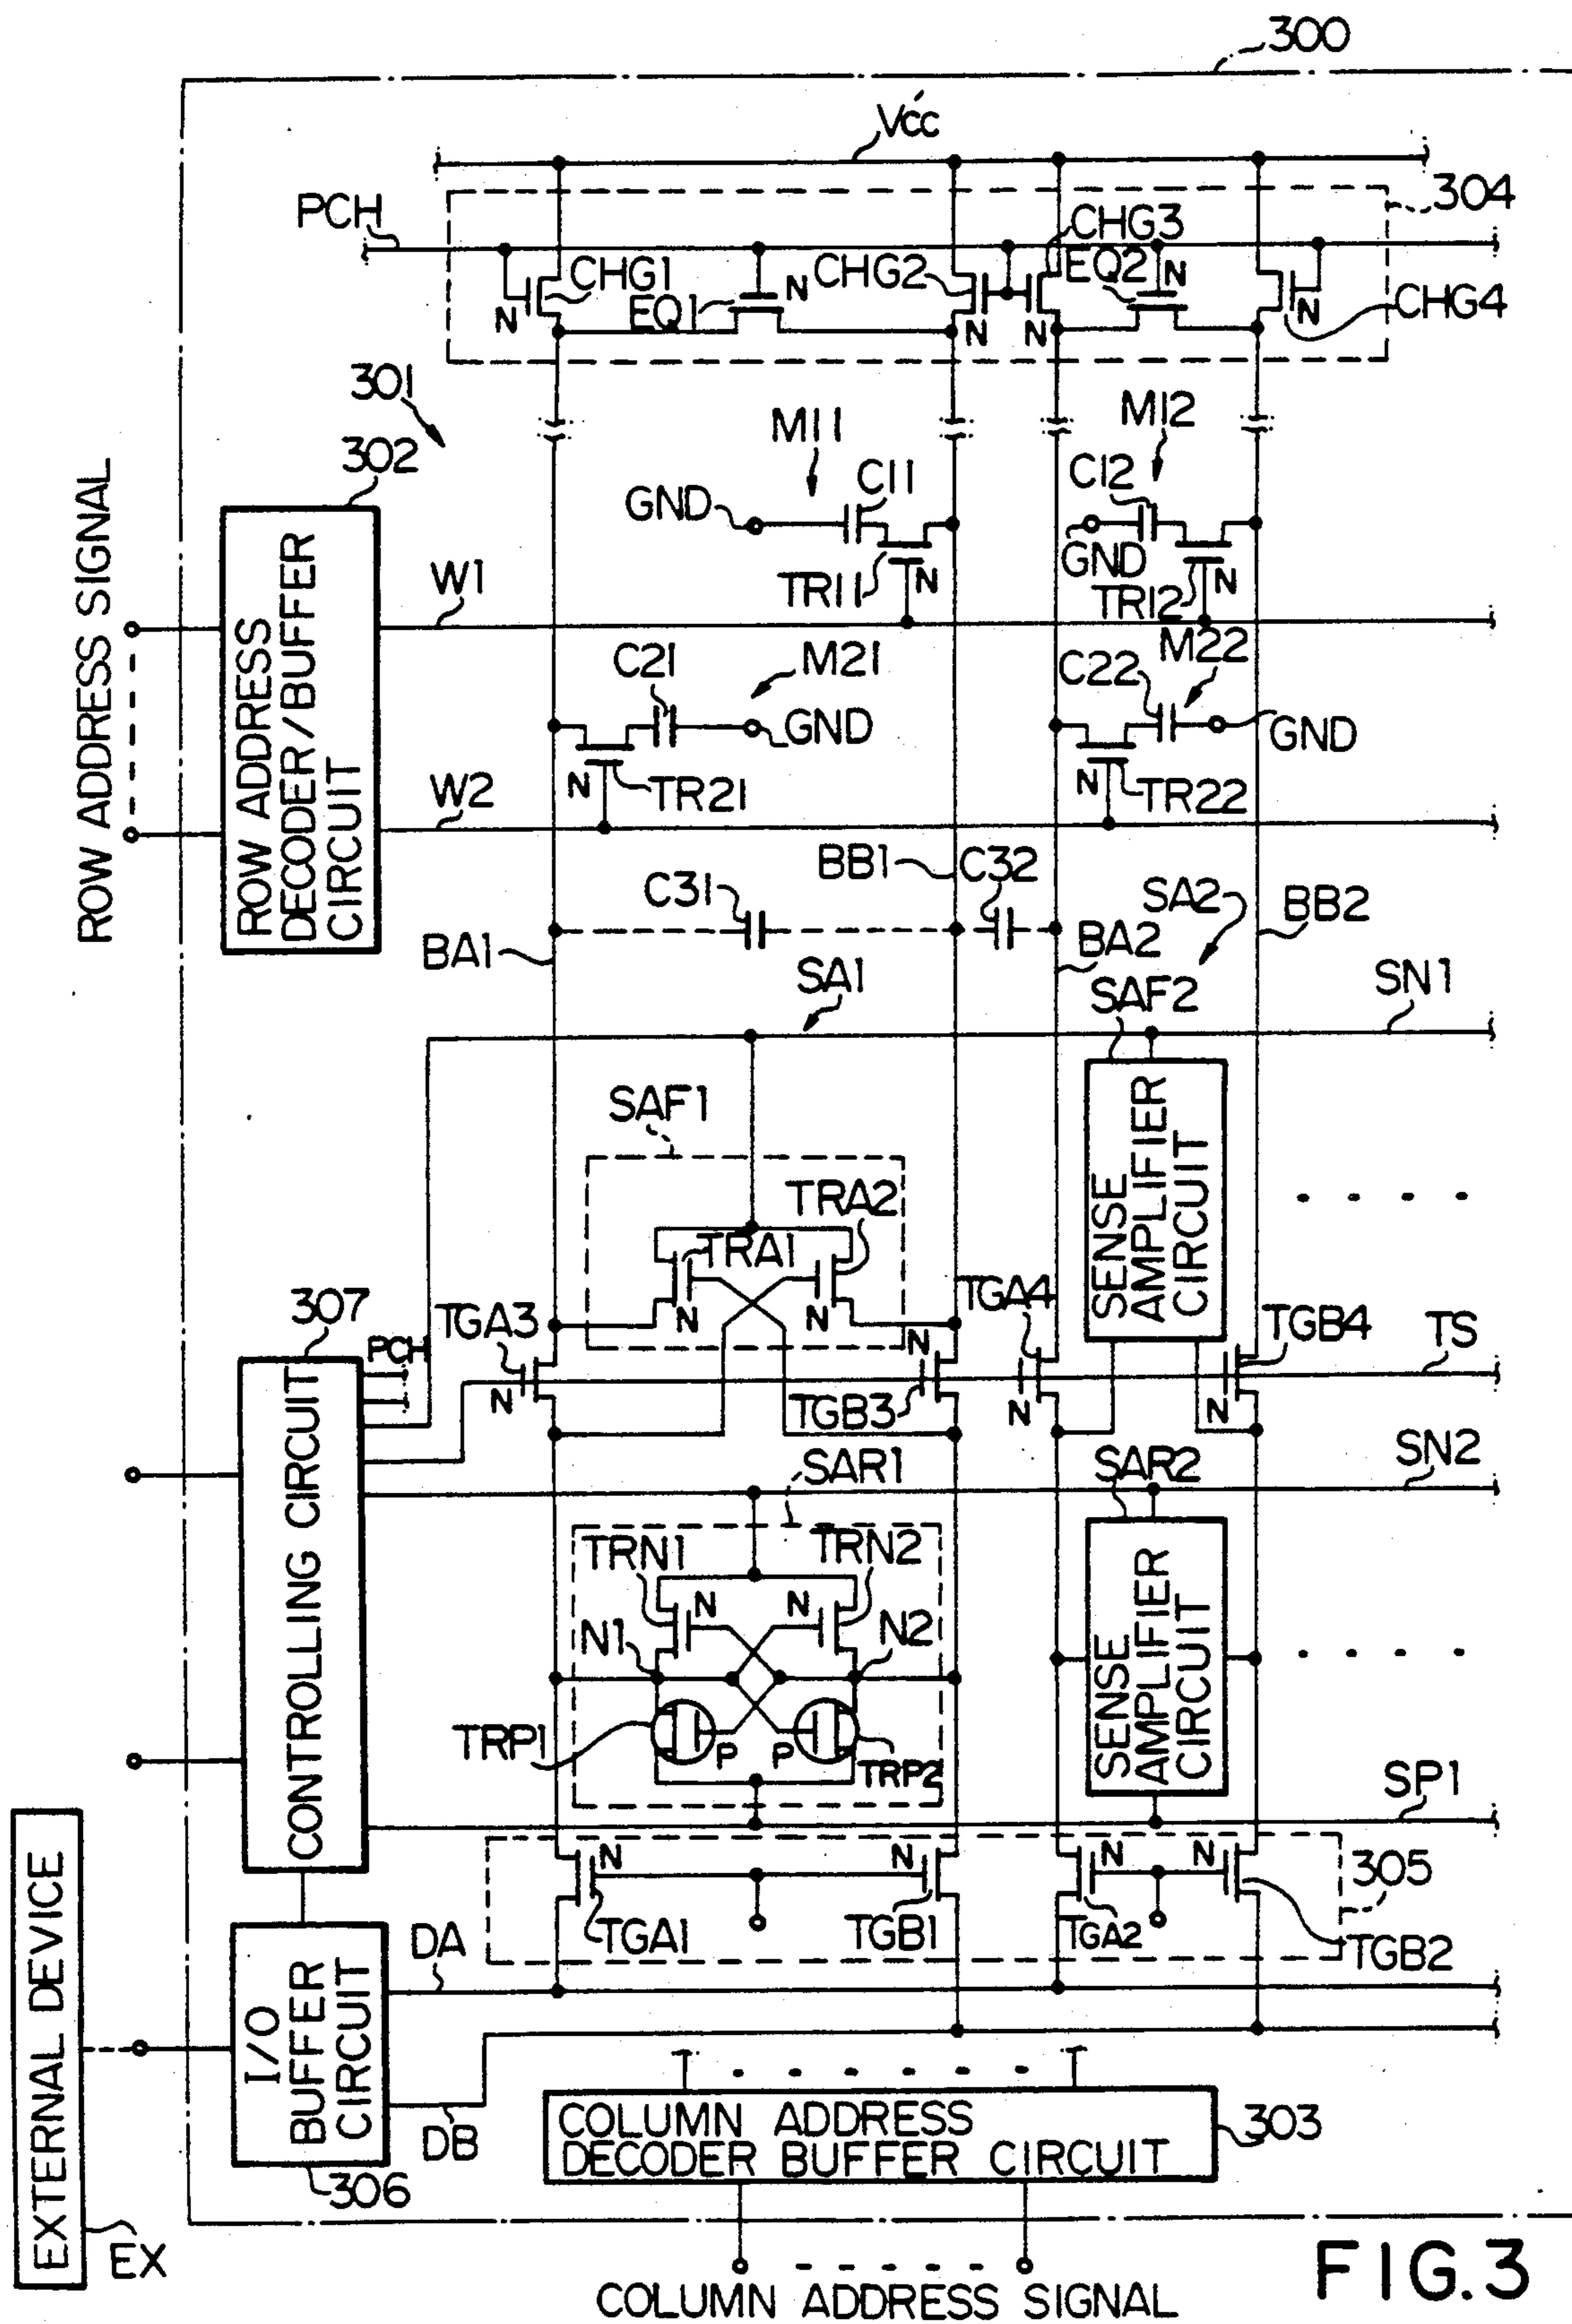 300
V'cc
PCH
304
CHG1
EQ1
N
N
CHG2
N
CHG3
N
EQ2
N
N
CHG4
301
302
ROW ADDRESS SIGNAL
ROW ADDRESS
DECODER/BUFFER
CIRCUIT
M11
C11
GND
TR11
N
M12
C12
GND
TR12
N
W1
C21
M21
GND
N
TR21
C22
M22
GND
N
TR22
W2
BB1
C32
C31
SA2
BB2
BA1
BA2
SA1
SAF2
SN1
SAF1
SENSE
AMPLIFIER
CIRCUIT
TRA2
TRA1
N
N
307
PCH
TGA3
N
N
TGB3
TGA4
N
TGB4
N
TS
CONTROLLING CIRCUIT
SAR1
SAR2
SN2
TRN1
TRN2
N
N
N1
N2
TRP1
P
P
TRP2
SENSE
AMPLIFIER
CIRCUIT
SP1
N
N
N
N
305
TGA1
TGB1
TGA2
TGB2
EXTERNAL DEVICE
EX
I/O
BUFFER
CIRCUIT
DA
DB
306
COLUMN ADDRESS
DECODER BUFFER CIRCUIT
303
COLUMN ADDRESS SIGNAL
FIG.3